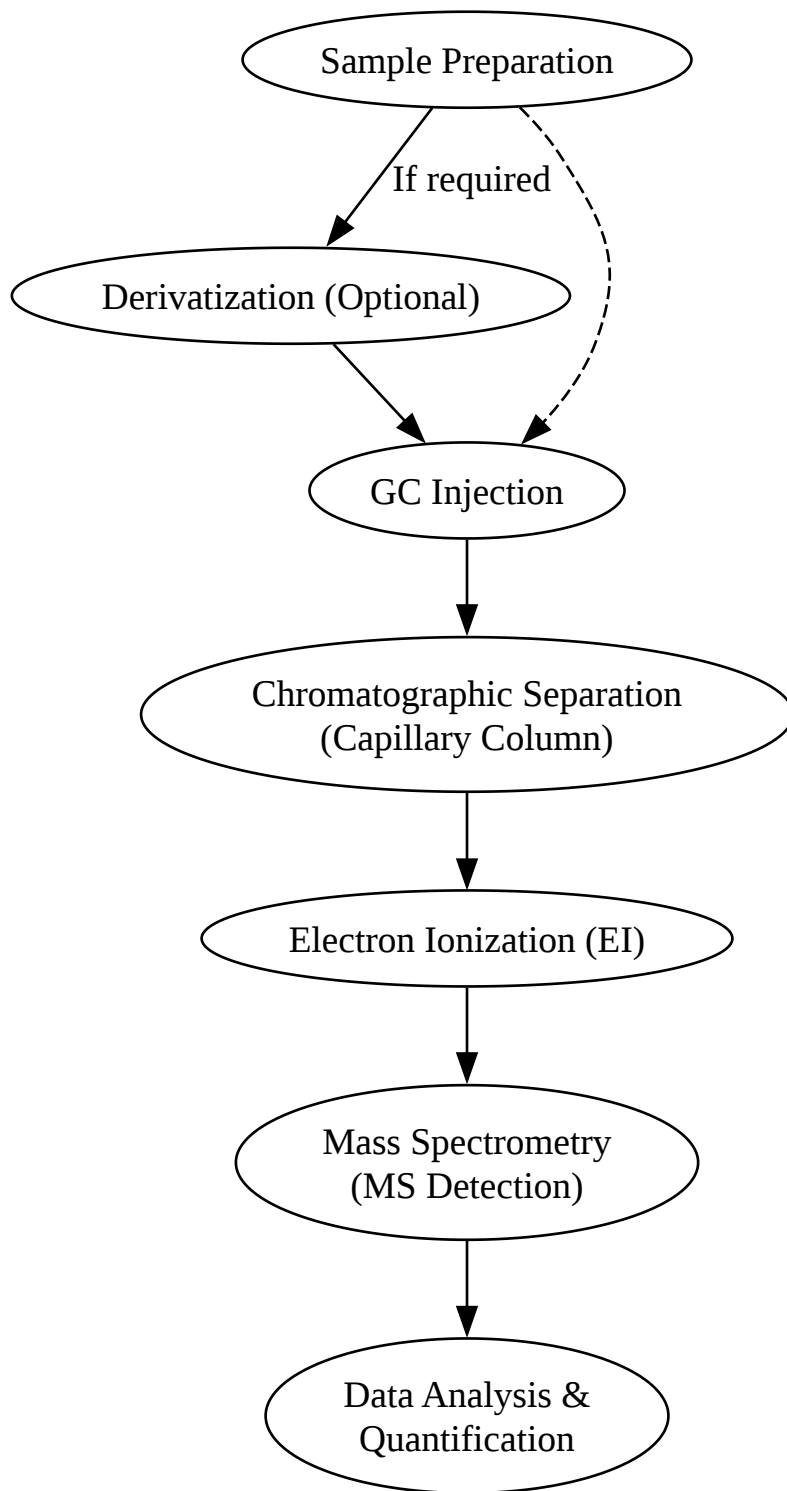 Sample Preparation
If required
Derivatization (Optional)
GC Injection
Chromatographic Separation
(Capillary Column)
Electron Ionization (EI)
Mass Spectrometry
(MS Detection)
Data Analysis &
Quantification